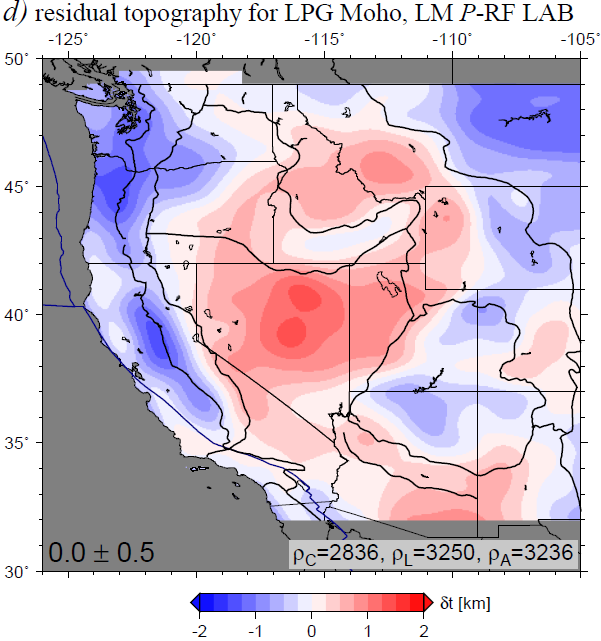 d) residual topography for LPG Moho, LM P-RF LAB
-125° -120° -115° -110° -105°
50°
45°
40°
35°
30°
0.0 ± 0.5
ρC=2836, ρL=3250, ρA=3236
-2 -1 0 1 2
δt [km]